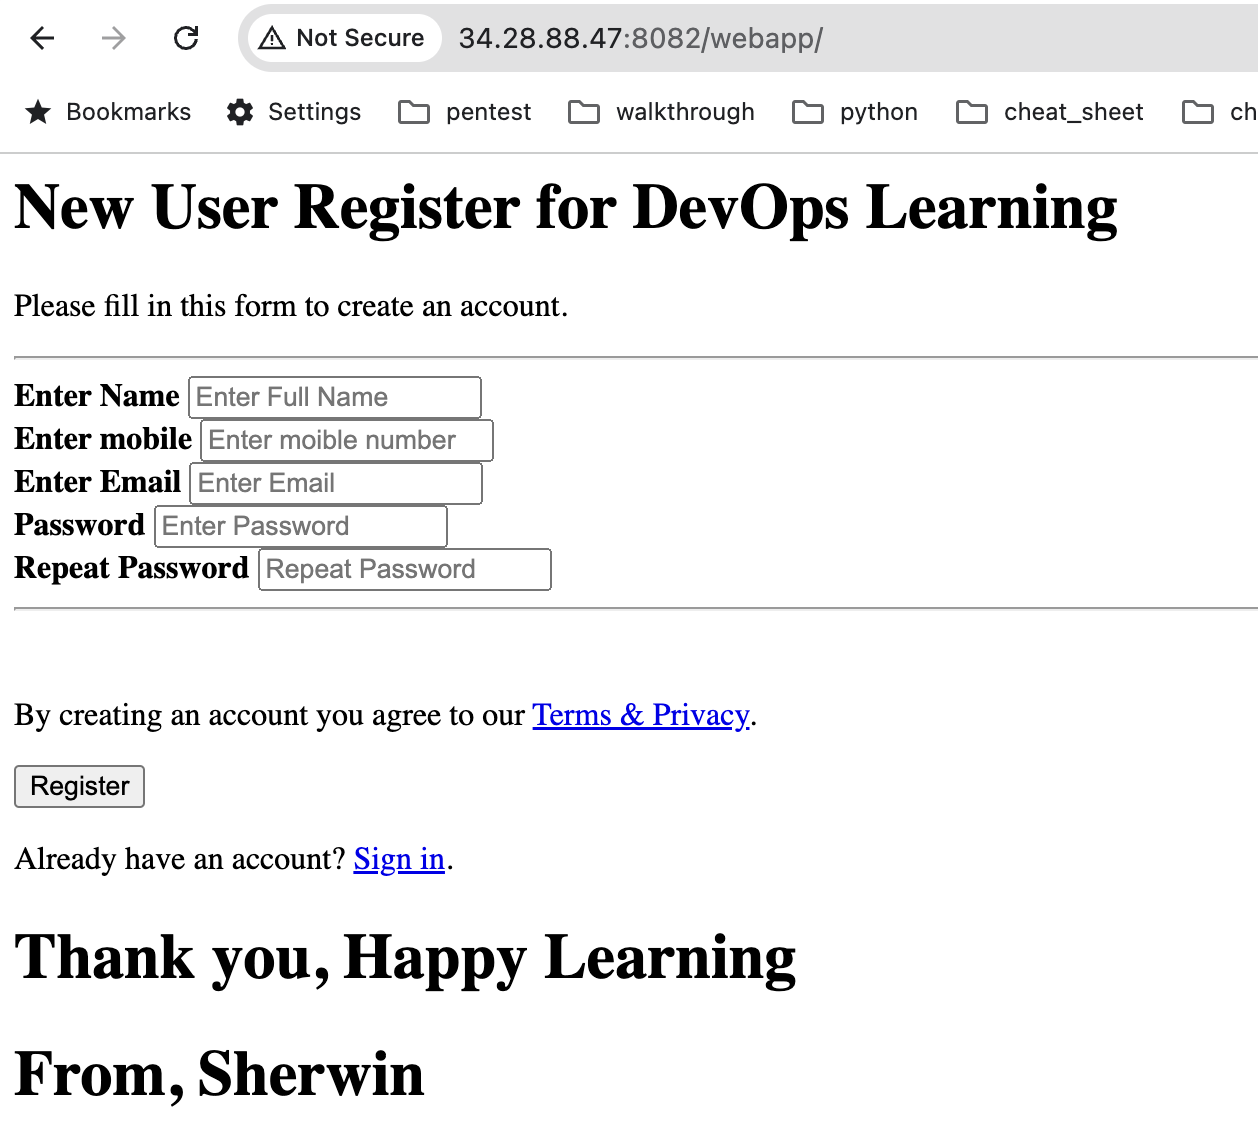 Not Secure 34.28.88.47:8082/webapp/
Bookmarks Settings pentest walkthrough python cheat_sheet ch
New User Register for DevOps Learning
Please fill in this form to create an account.
Enter Name Enter Full Name
Enter mobile Enter moible number
Enter Email Enter Email
Password Enter Password
Repeat Password Repeat Password
By creating an account you agree to our Terms & Privacy.
Register
Already have an account? Sign in.
Thank you, Happy Learning
From, Sherwin